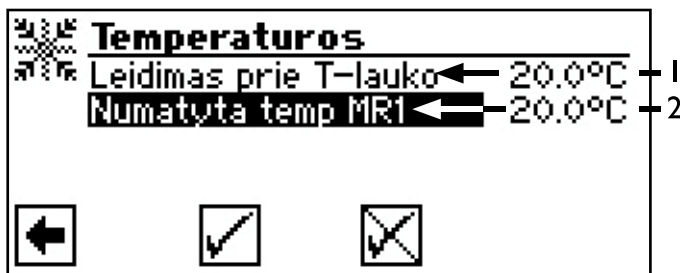 Temperaturos
Leidimas prie T-lauko 20.0°C 1
Numatyta temp MR1 20.0°C 2